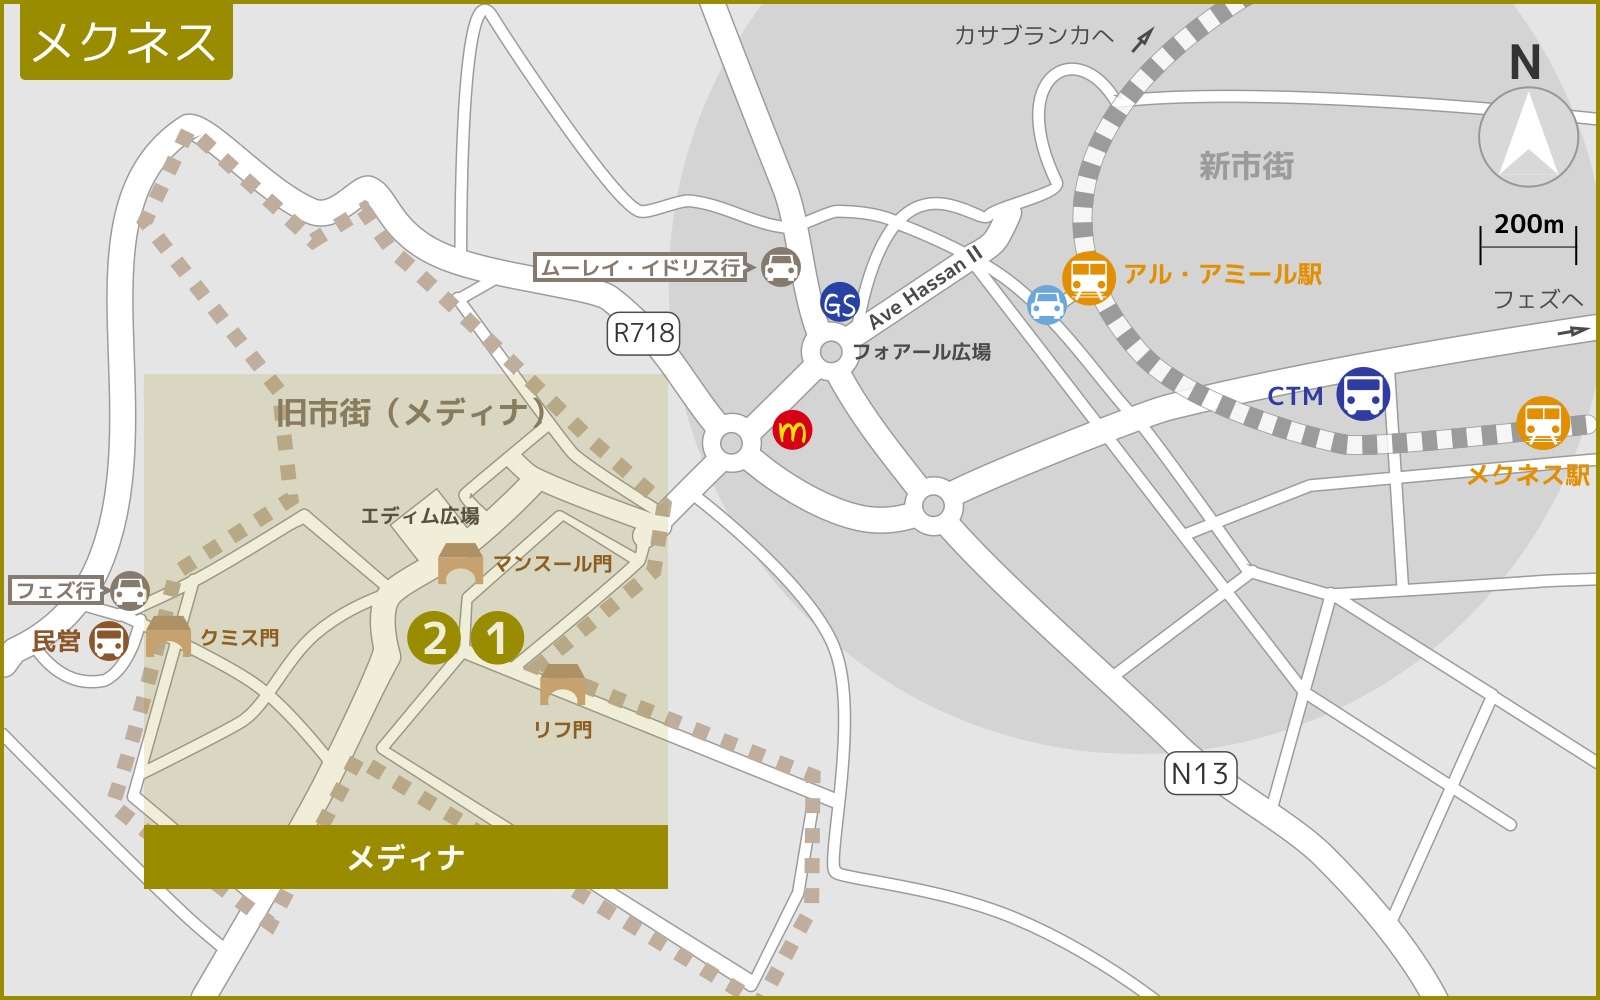 メクネス
カサブランカへ
N
新市街
200m
ムーレイ・イドリス行
アル・アミール駅
Ave Hassan II
GS
フェズへ
R718
フォアール広場
CTM
旧市街（メディナ）
m
メクネス駅
エディム広場
マンスール門
フェズ行
民営
クミス門
2
1
リフ門
N13
メディナ